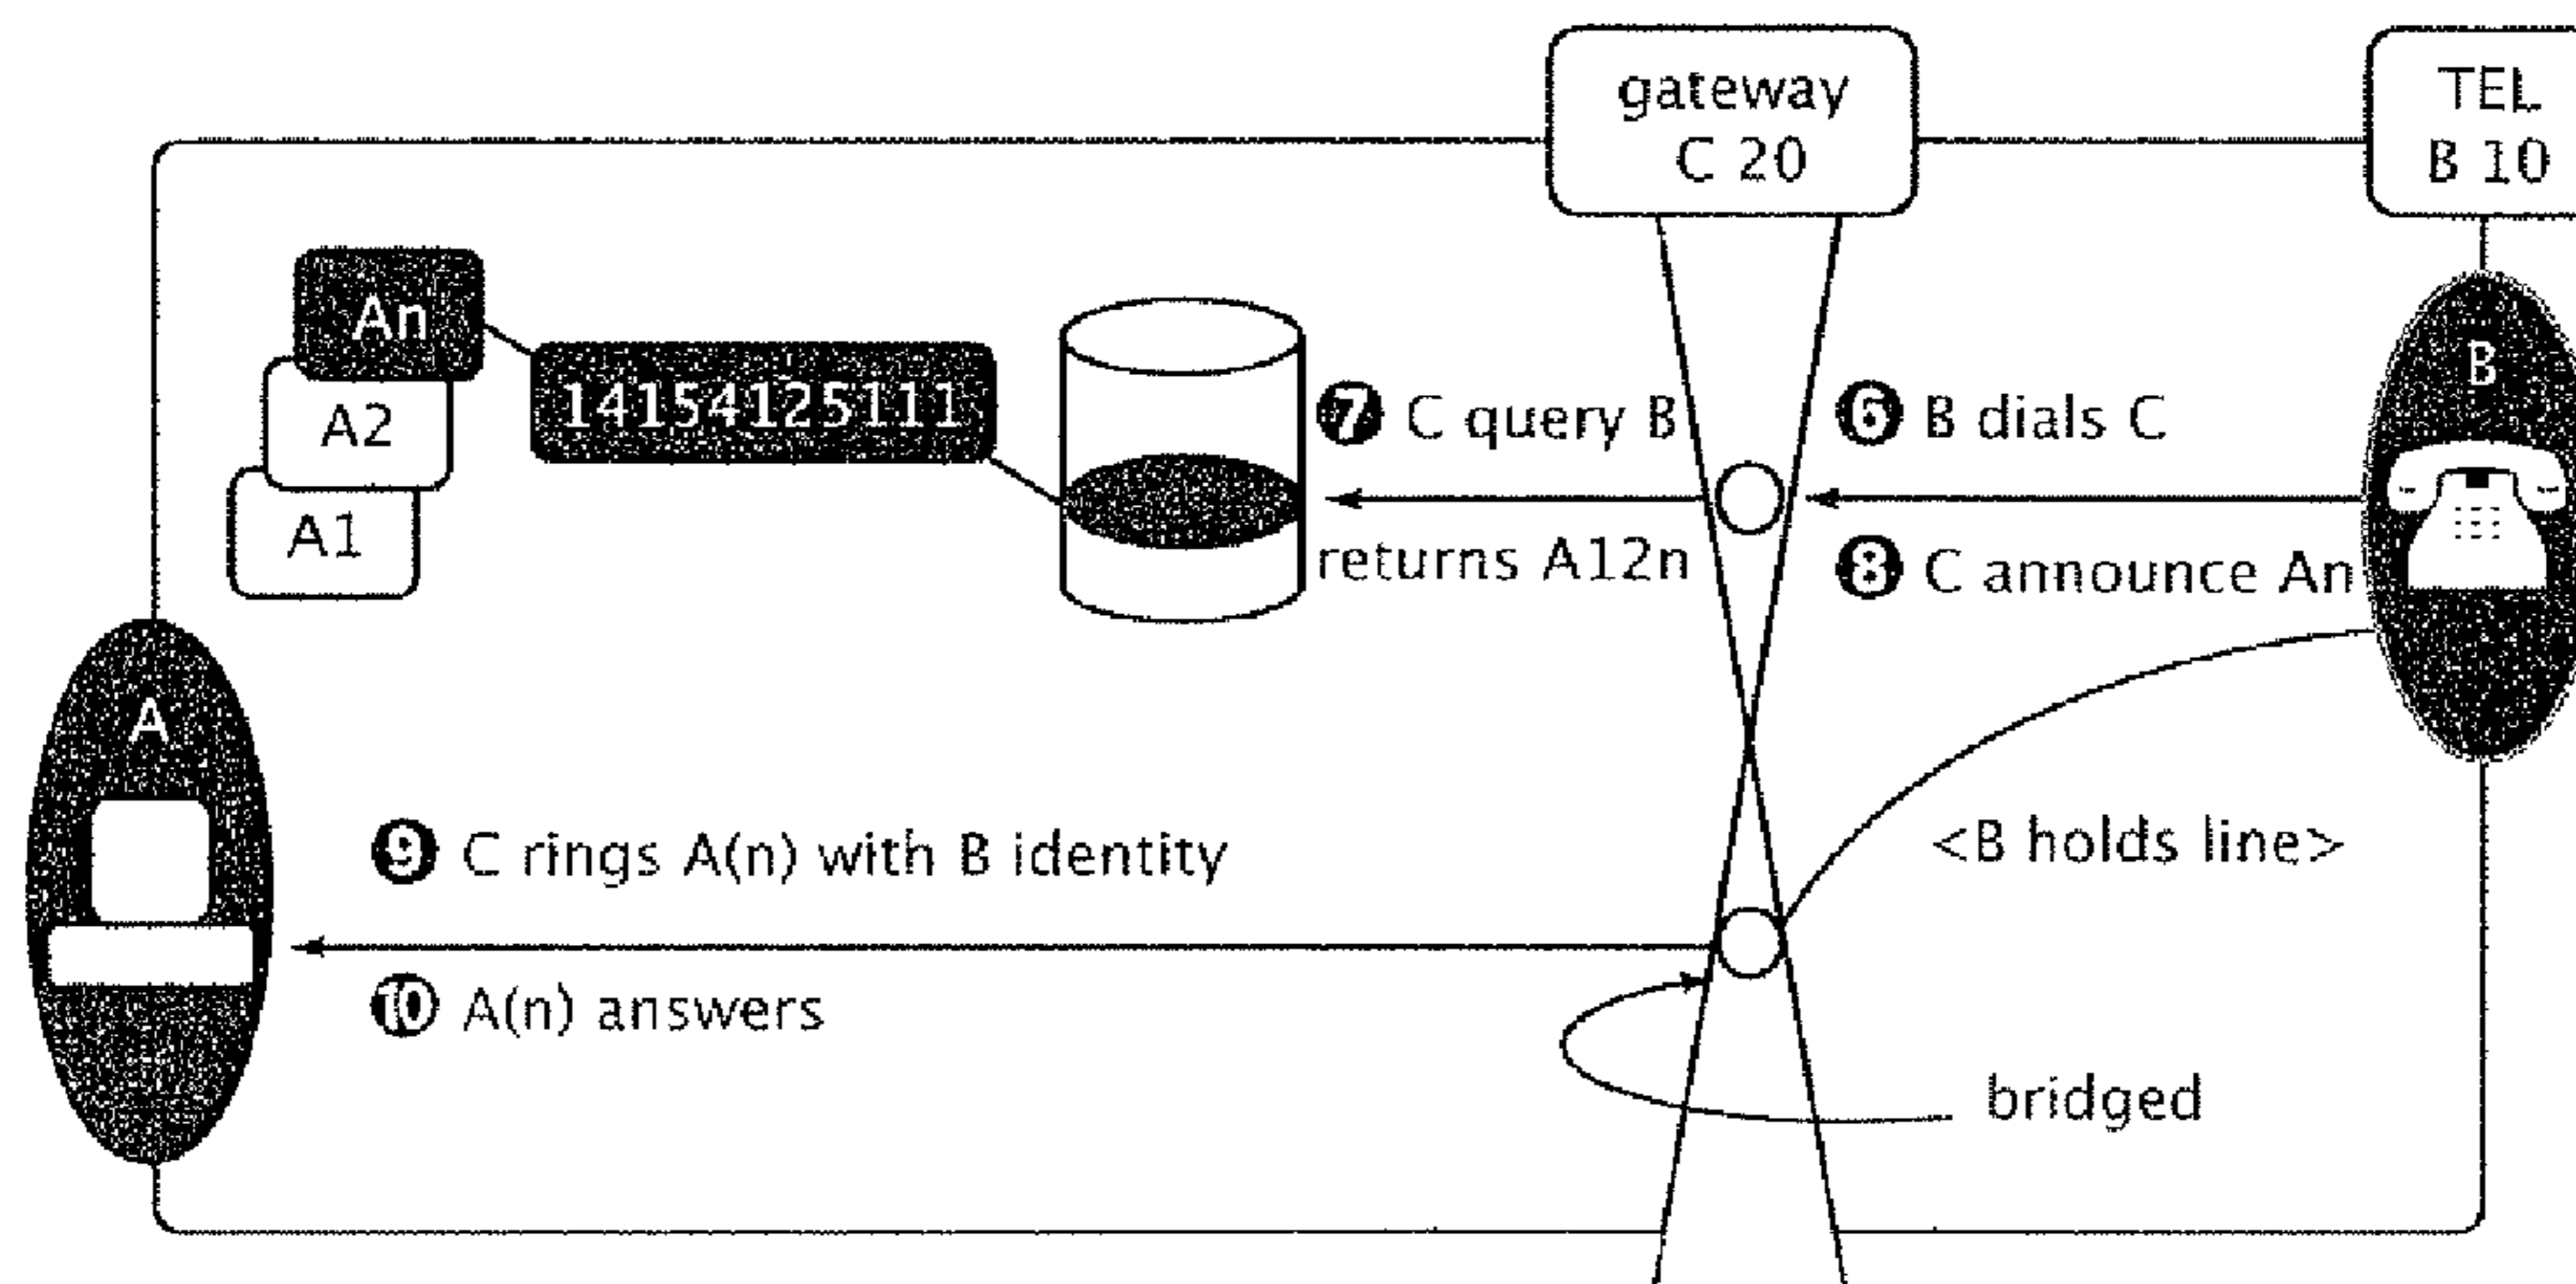 gateway
C 20
TEL
B 10
An
A2
A1
14154125111
❼ C query B
returns A12n
❻ B dials C
❽ C announce An
B
A
❾ C rings A(n) with B identity
❿ A(n) answers
<B holds line>
bridged